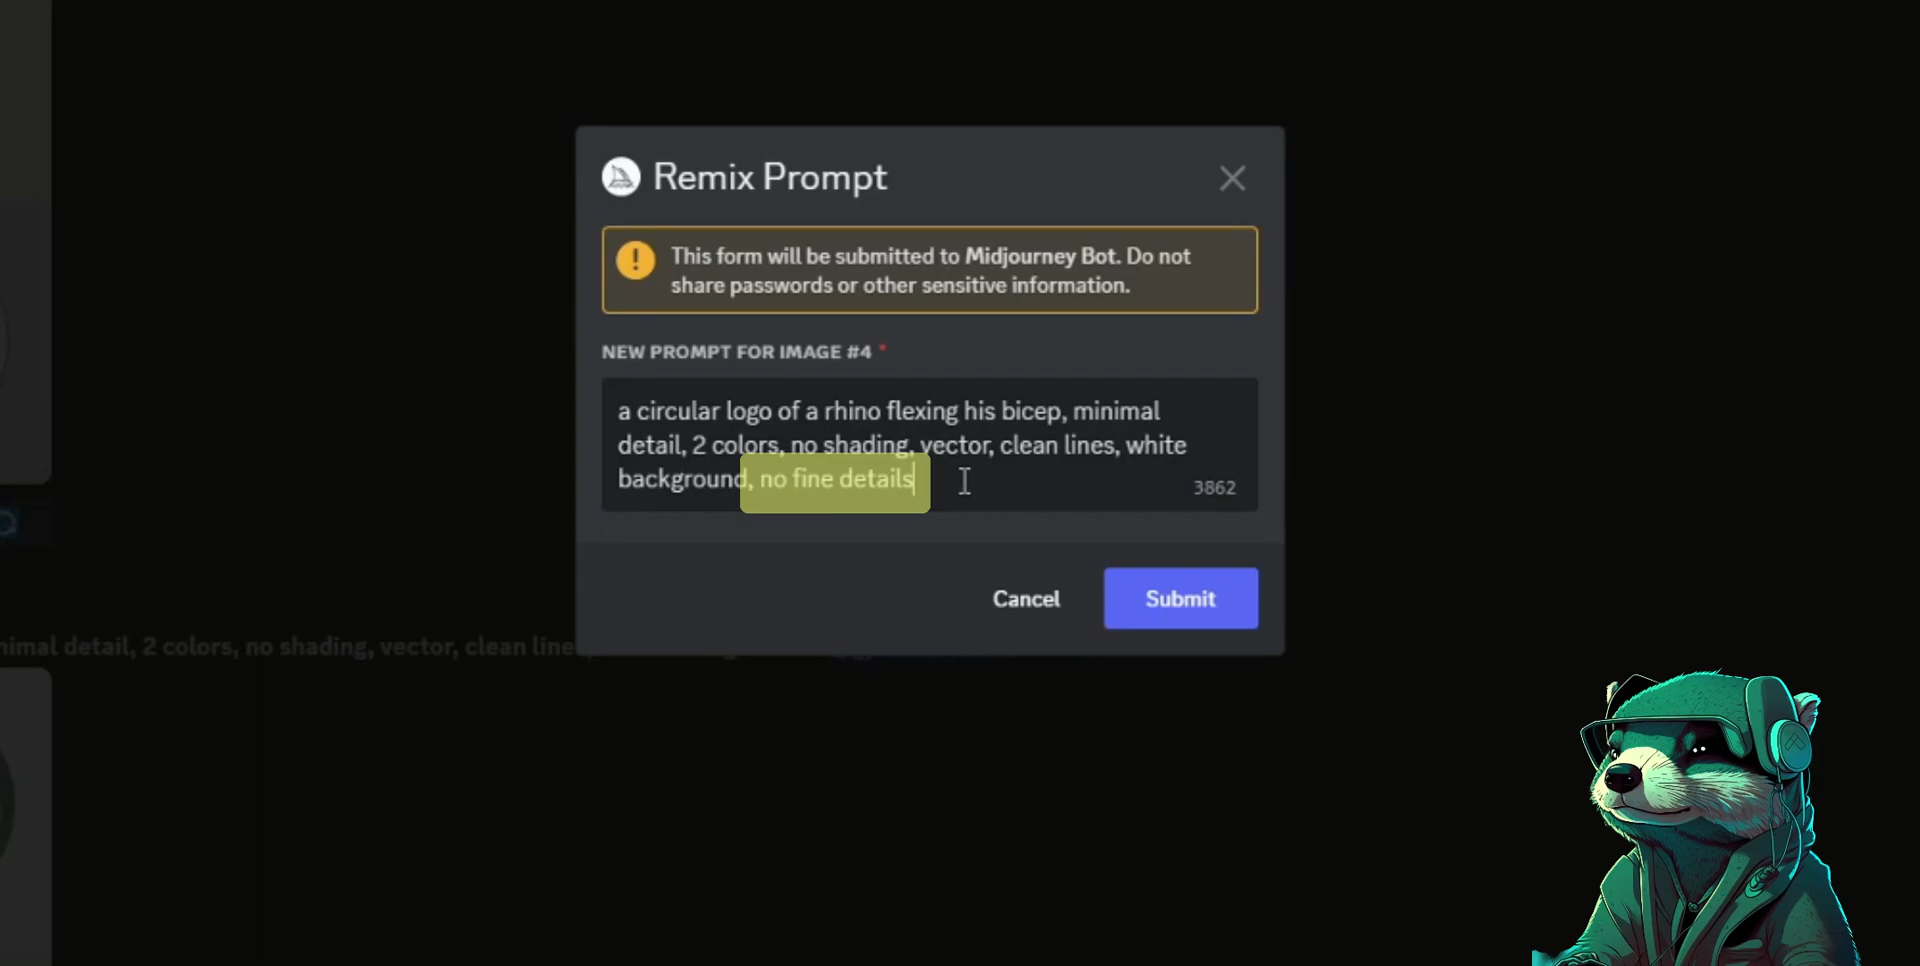 Remix Prompt
This form will be submitted to Midjourney Bot. Do not
share passwords or other sensitive information.
NEW PROMPT FOR IMAGE #4 *
a circular logo of a rhino flexing his bicep, minimal
detail, 2 colors, no shading, vector, clean lines, white
background, no fine details
3862
Cancel
Submit
detail, 2 colors, no shading, vector, clean